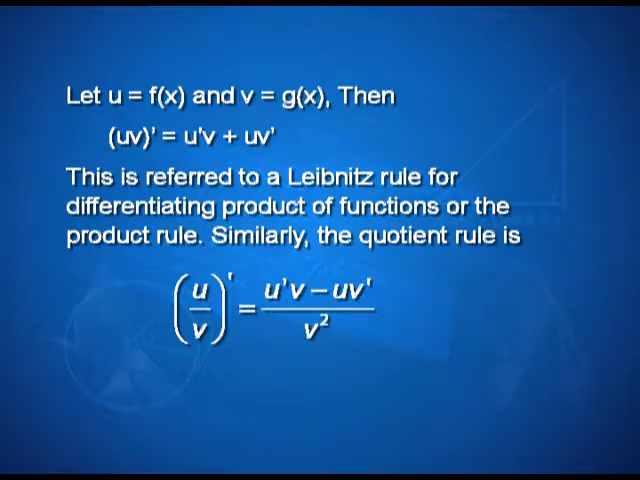 Let u = f(x) and v = g(x), Then
(uv)' = u'v + uv'
This is referred to a Leibnitz rule for
differentiating product of functions or the
product rule. Similarly, the quotient rule is
(u/v)' = (u'v – uv')/v²